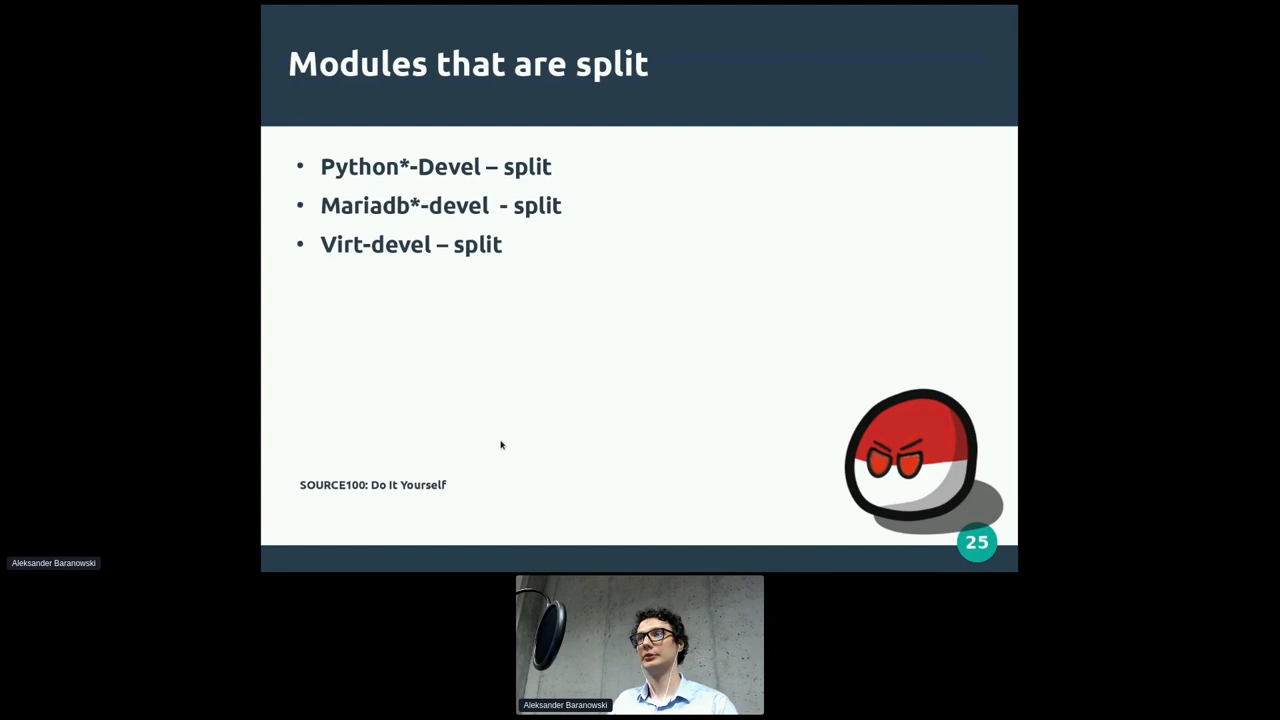 Modules that are split
• Python*-Devel – split
• Mariadb*-devel - split
• Virt-devel – split
SOURCE100: Do It Yourself
25
Aleksander Baranowski
Aleksander Baranowski